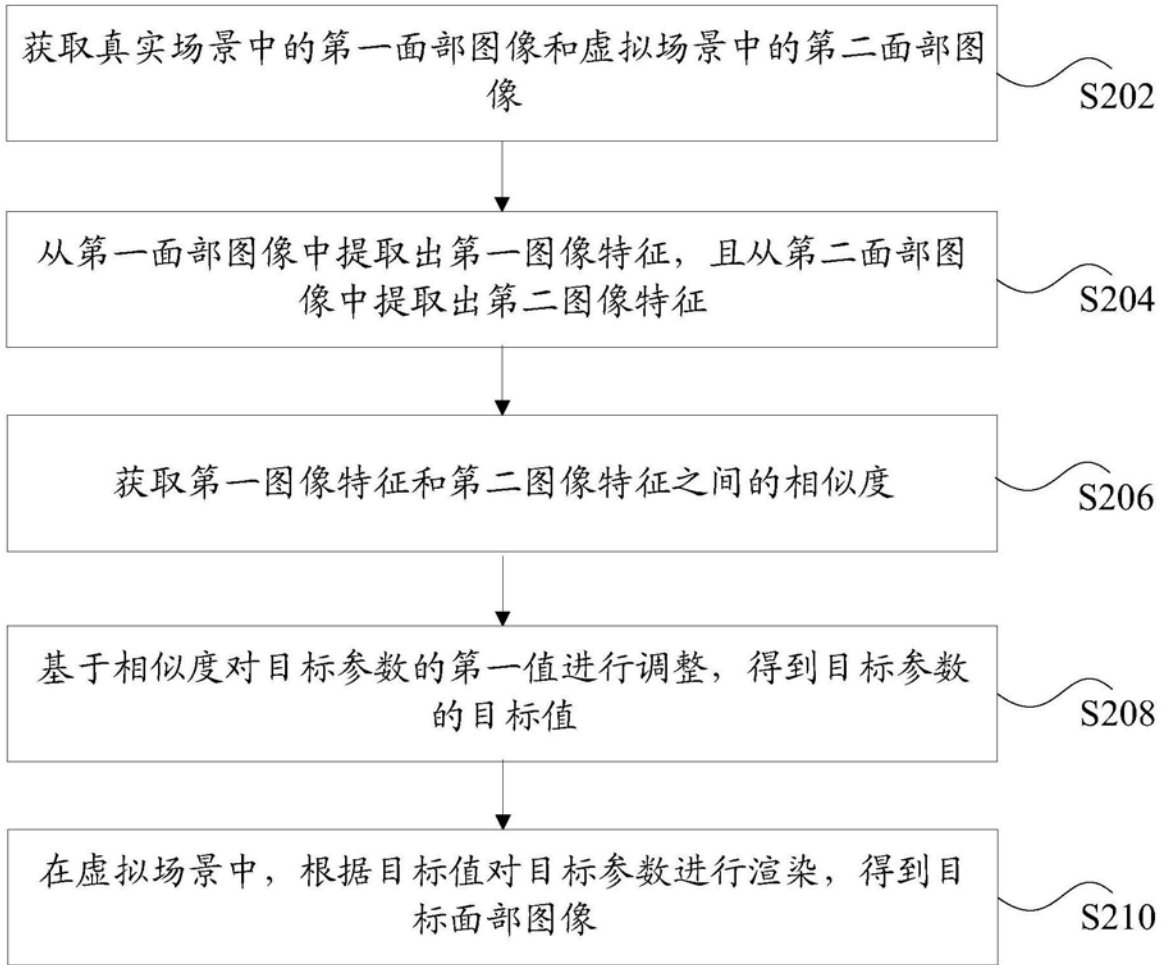 获取真实场景中的第一面部图像和虚拟场景中的第二面部图
像
S202
从第一面部图像中提取出第一图像特征，且从第二面部图
像中提取出第二图像特征
S204
获取第一图像特征和第二图像特征之间的相似度
S206
基于相似度对目标参数的第一值进行调整，得到目标参数
的目标值
S208
在虚拟场景中，根据目标值对目标参数进行渲染，得到目
标面部图像
S210